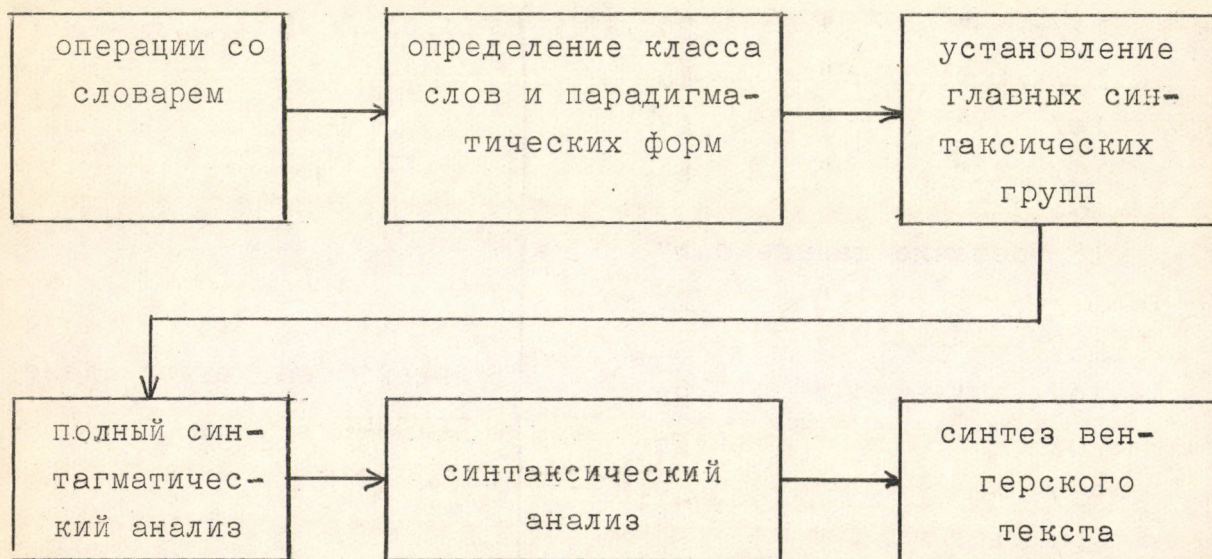 операции со
словарем
определение класса
слов и парадигма-
тических форм
установление
главных син-
таксических
групп
полный син-
тагматичес-
кий анализ
синтаксический
анализ
синтез вен-
герского
текста